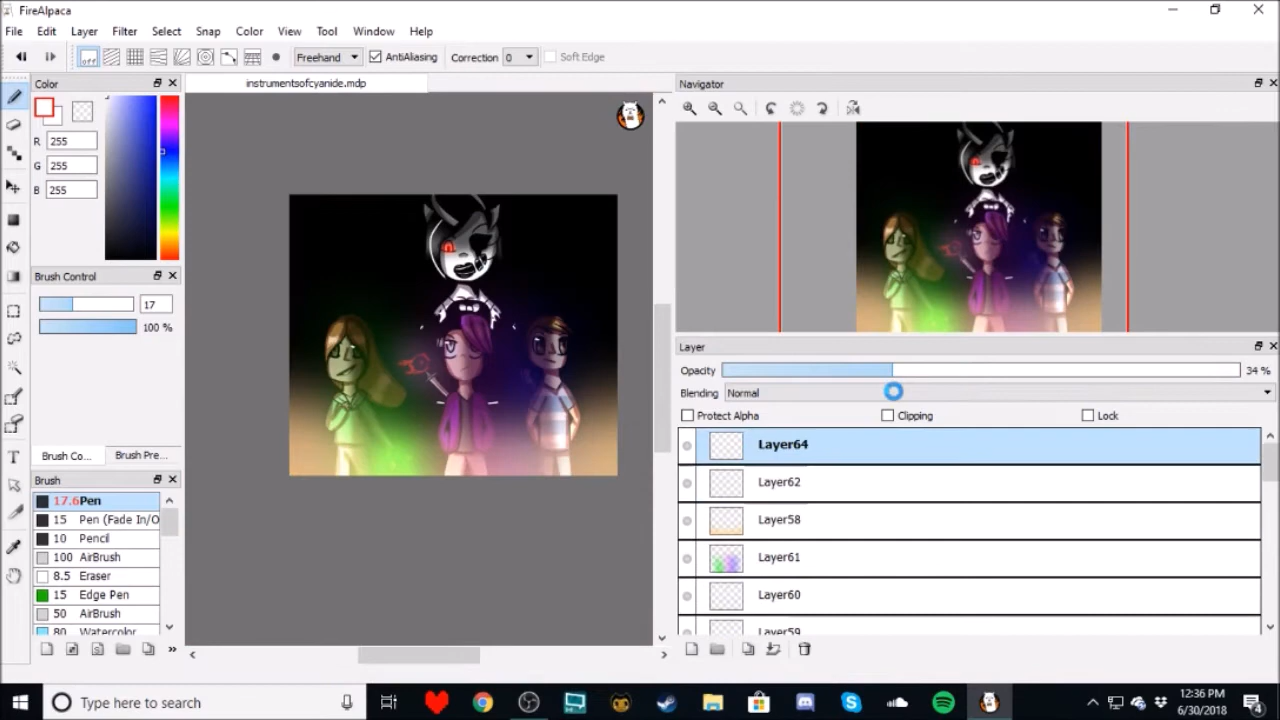 FireAlpaca
File Edit Layer Filter Select Snap Color View Tool Window Help
off Freehand AntiAliasing Correction 0 Soft Edge
Color
instrumentsofcyanide.mdp
Navigator
R 255
G 255
B 255
Brush Control
17
100 %
Brush Co... Brush Pre...
Brush
17.6 Pen
15 Pen (Fade In/O
10 Pencil
100 AirBrush
8.5 Eraser
15 Edge Pen
50 AirBrush
80 Watercolor
Layer
Opacity 34 %
Blending Normal
Protect Alpha Clipping Lock
Layer64
Layer62
Layer58
Layer61
Layer60
Layer59
Type here to search
12:36 PM
6/30/2018
4